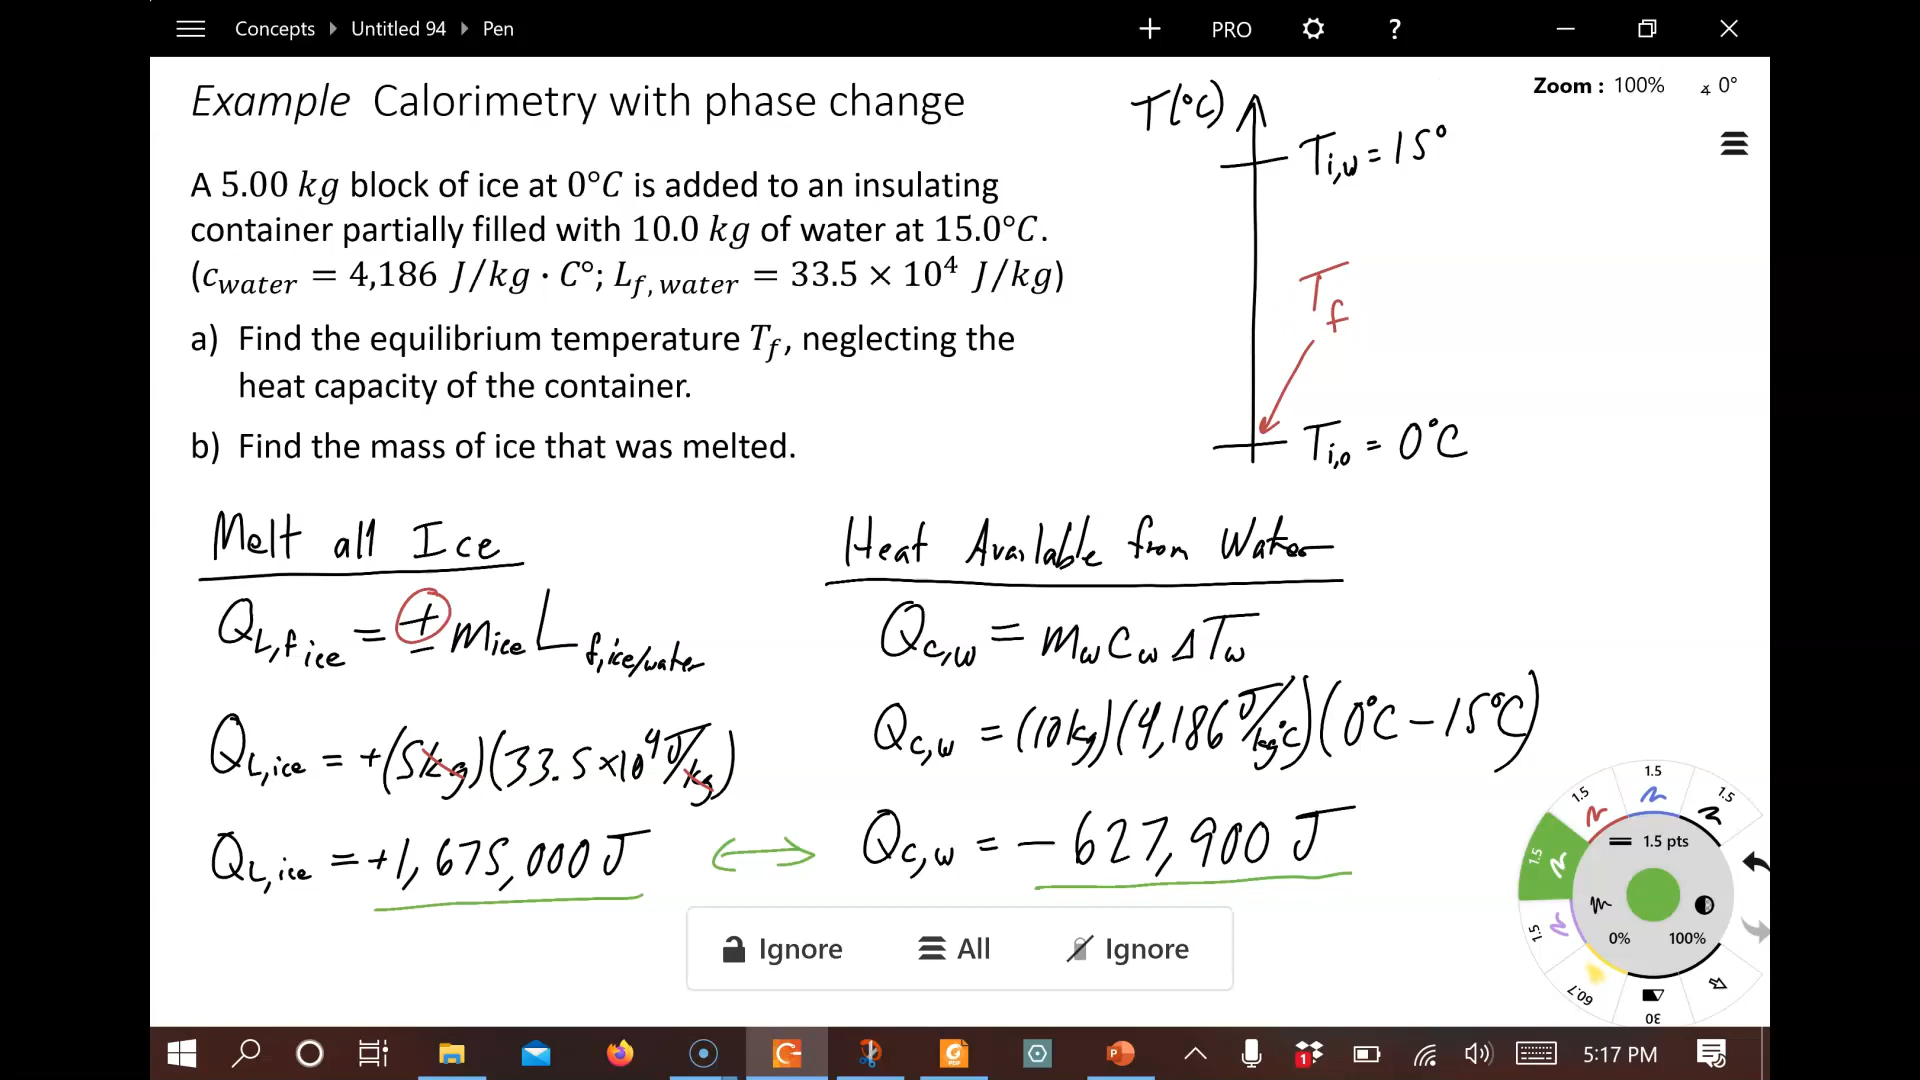 Concepts Untitled 94 Pen PRO ?
Zoom : 100% 0°
Example Calorimetry with phase change
A 5.00 kg block of ice at 0°C is added to an insulating
container partially filled with 10.0 kg of water at 15.0°C.
(c_water = 4,186 J/kg · C°; L_f, water = 33.5 × 10⁴ J/kg)
a) Find the equilibrium temperature T_f, neglecting the
heat capacity of the container.
b) Find the mass of ice that was melted.
T(°C)
T_i,w = 15°
T_f
T_i,o = 0°C
Melt all Ice
Q_L,f ice = ± m_ice L_f,ice/water
Q_L,ice = +(5kg)(33.5×10⁴ J/kg)
Q_L,ice = +1,675,000 J
Heat Available from Water
Q_c,w = m_w c_w ΔT_w
Q_c,w = (10kg)(4,186 J/kg°C)(0°C − 15°C)
Q_c,w = − 627,900 J
1.5
1.5
1.5
1.5
1.5
1.5 pts
0% 100%
60.7
30
Ignore All Ignore
1
5:17 PM